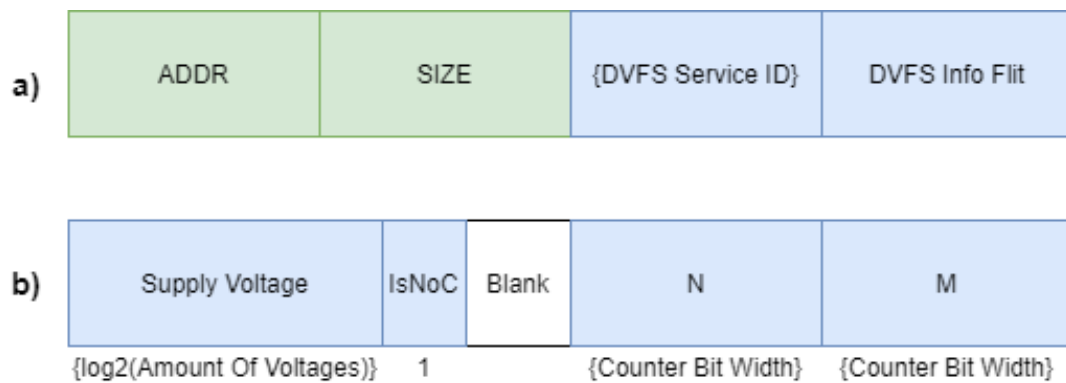 a)
ADDR
SIZE
{DVFS Service ID}
DVFS Info Flit
b)
Supply Voltage
IsNoC
Blank
N
M
{log2(Amount Of Voltages)}
1
{Counter Bit Width}
{Counter Bit Width}